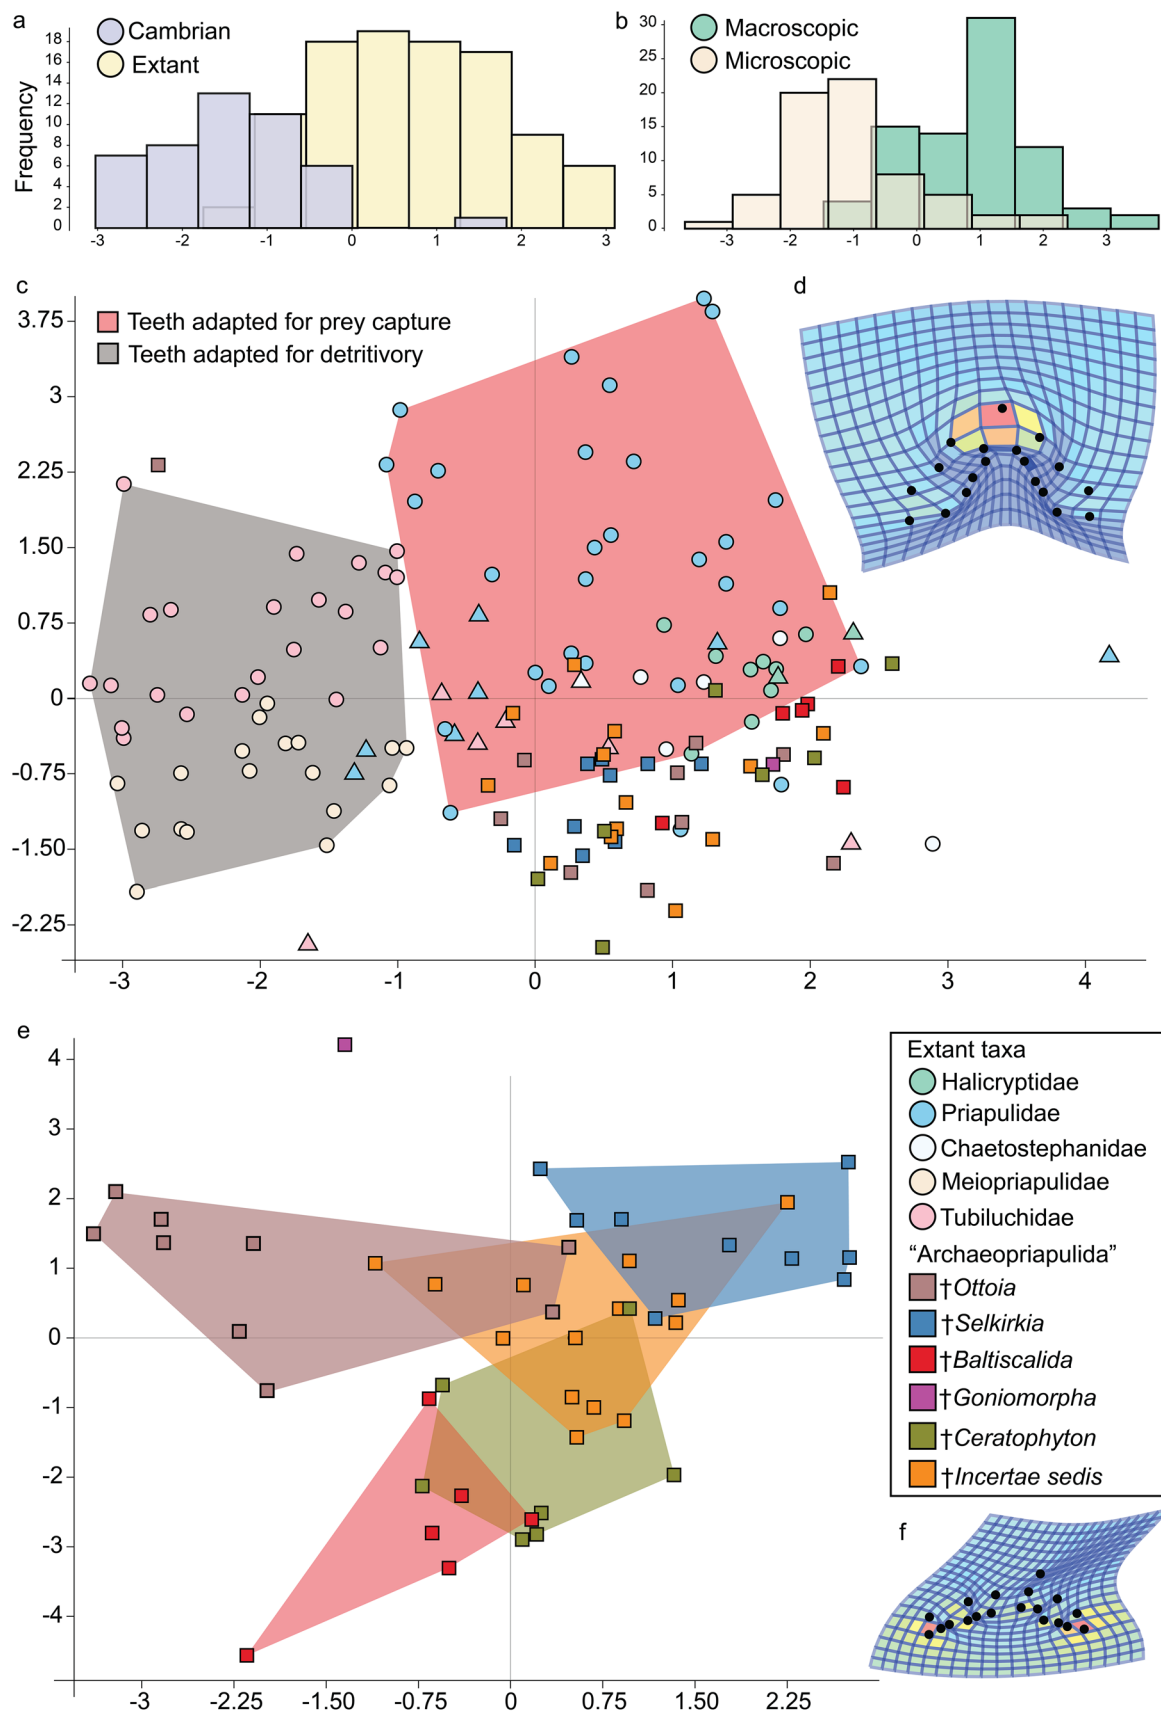 a
Cambrian
Extant
Frequency
18
16
14
12
10
8
6
4
2
0
-3 -2 -1 0 1 2 3
b
Macroscopic
Microscopic
30
25
20
15
10
5
0
-3 -2 -1 0 1 2 3
c
Teeth adapted for prey capture
Teeth adapted for detritivory
3.75
3
2.25
1.50
0.75
0
-0.75
-1.50
-2.25
-3 -2 -1 0 1 2 3 4
d
e
4
3
2
1
0
-1
-2
-3
-4
-3 -2.25 -1.50 -0.75 0 0.75 1.50 2.25
Extant taxa
Halicryptidae
Priapulidae
Chaetostephanidae
Meiopriapulidae
Tubiluchidae
“Archaeopriapulida”
†Ottoia
†Selkirkia
†Baltiscalida
†Goniomorpha
†Ceratophyton
†Incertae sedis
f